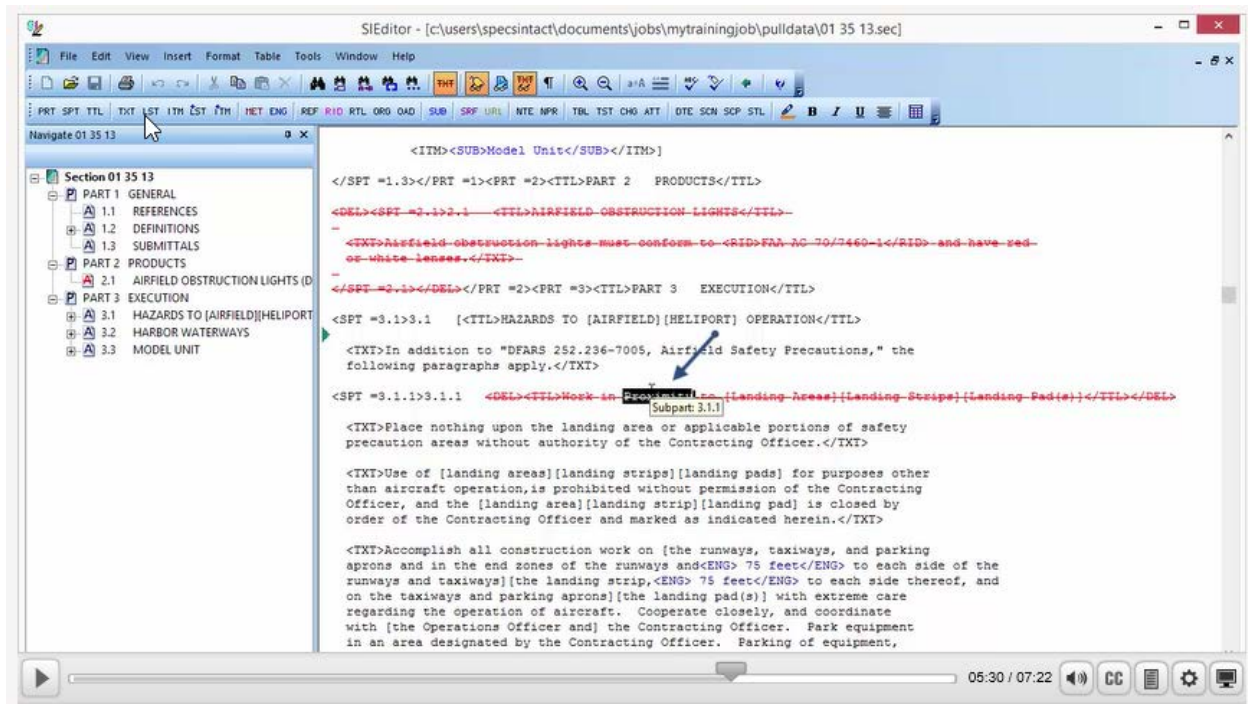 SIEditor - [c:\users\specsintact\documents\jobs\mytrainingjob\pulldata\01 35 13.sec]
File Edit View Insert Format Table Tools Window Help
PRT SPT TTL TXT LST ITM LST ITM MET ENG REF RID RTL ORG OAD SUB SRF URL NTE NPR TBL TST CHG ATT DTE SCN SCP STL B I U
Navigate 01 35 13
Section 01 35 13
PART 1 GENERAL
1.1 REFERENCES
1.2 DEFINITIONS
1.3 SUBMITTALS
PART 2 PRODUCTS
2.1 AIRFIELD OBSTRUCTION LIGHTS (D
PART 3 EXECUTION
3.1 HAZARDS TO [AIRFIELD][HELIPORT
3.2 HARBOR WATERWAYS
3.3 MODEL UNIT
<ITM><SUB>Model Unit</SUB></ITM>]
</SPT =1.3></PRT =1><PRT =2><TTL>PART 2 PRODUCTS</TTL>
<DEL><SPT =2.1>2.1 <TTL>AIRFIELD OBSTRUCTION LIGHTS</TTL>
<TXT>Airfield obstruction lights must conform to <RID>FAA AC 70/7460-1</RID> and have red
or white lenses.</TXT>
</SPT =2.1></DEL></PRT =2><PRT =3><TTL>PART 3 EXECUTION</TTL>
<SPT =3.1>3.1 [<TTL>HAZARDS TO [AIRFIELD][HELIPORT] OPERATION</TTL>
<TXT>In addition to "DFARS 252.236-7005, Airfield Safety Precautions," the
following paragraphs apply.</TXT>
<SPT =3.1.1>3.1.1 <DEL><TTL>Work in Proximity to [Landing Areas][Landing Strips][Landing Pad(s)]</TTL></DEL>
Subpart: 3.1.1
<TXT>Place nothing upon the landing area or applicable portions of safety
precaution areas without authority of the Contracting Officer.</TXT>
<TXT>Use of [landing areas][landing strips][landing pads] for purposes other
than aircraft operation,is prohibited without permission of the Contracting
Officer, and the [landing area][landing strip][landing pad] is closed by
order of the Contracting Officer and marked as indicated herein.</TXT>
<TXT>Accomplish all construction work on [the runways, taxiways, and parking
aprons and in the end zones of the runways and<ENG> 75 feet</ENG> to each side of the
runways and taxiways][the landing strip,<ENG> 75 feet</ENG> to each side thereof, and
on the taxiways and parking aprons][the landing pad(s)] with extreme care
regarding the operation of aircraft. Cooperate closely, and coordinate
with [the Operations Officer and] the Contracting Officer. Park equipment
in an area designated by the Contracting Officer. Parking of equipment,
05:30 / 07:22 CC